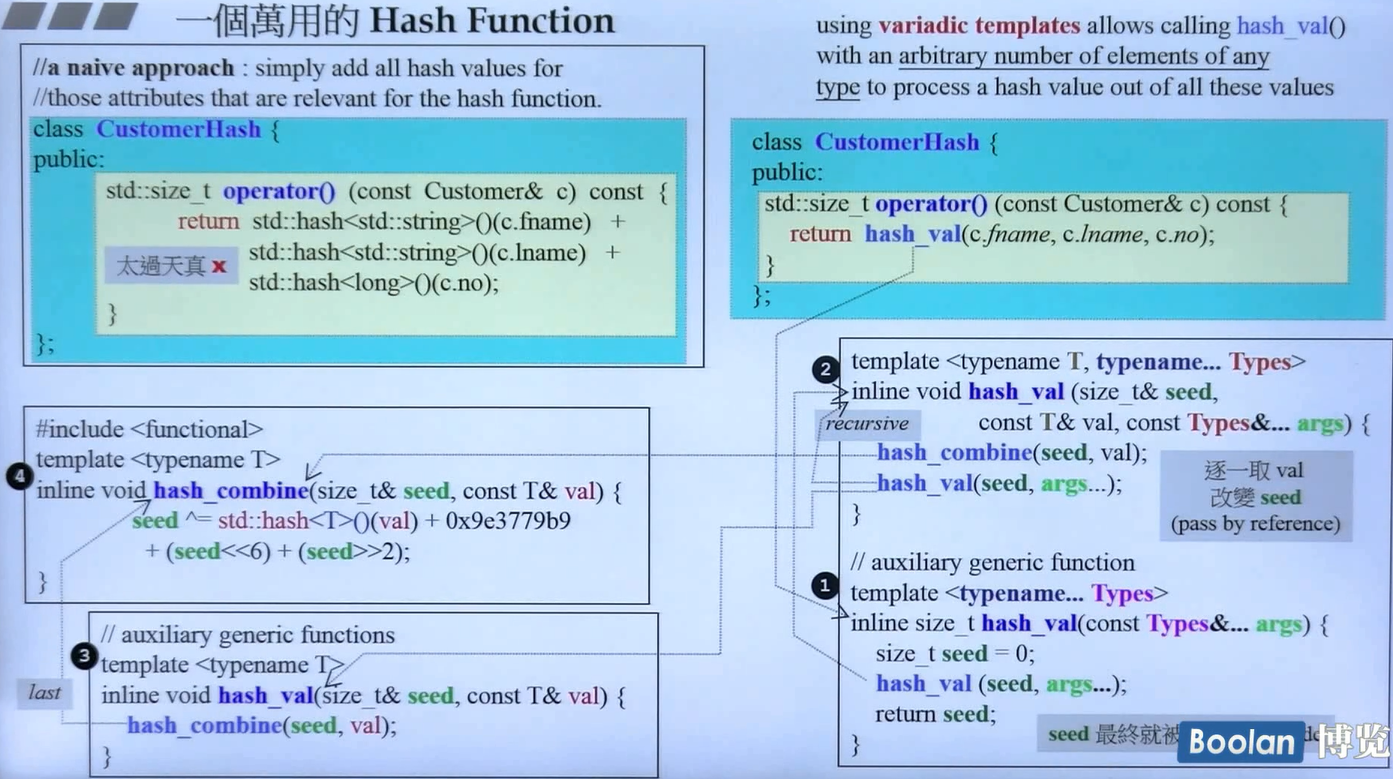 一個萬用的 Hash Function
//a naive approach : simply add all hash values for
//those attributes that are relevant for the hash function.
class CustomerHash {
public:
std::size_t operator() (const Customer& c) const {
return std::hash<std::string>()(c.fname) +
太過天真 x
std::hash<std::string>()(c.lname) +
std::hash<long>()(c.no);
}
};
using variadic templates allows calling hash_val()
with an arbitrary number of elements of any
type to process a hash value out of all these values
class CustomerHash {
public:
std::size_t operator() (const Customer& c) const {
return hash_val(c.fname, c.lname, c.no);
}
};
4
#include <functional>
template <typename T>
inline void hash_combine(size_t& seed, const T& val) {
seed ^= std::hash<T>()(val) + 0x9e3779b9
+ (seed<<6) + (seed>>2);
}
3
// auxiliary generic functions
template <typename T>
last
inline void hash_val(size_t& seed, const T& val) {
hash_combine(seed, val);
}
2
template <typename T, typename... Types>
inline void hash_val (size_t& seed,
recursive
const T& val, const Types&... args) {
hash_combine(seed, val);
hash_val(seed, args...);
}
逐一取 val
改變 seed
(pass by reference)
1
// auxiliary generic function
template <typename... Types>
inline size_t hash_val(const Types&... args) {
size_t seed = 0;
hash_val (seed, args...);
return seed;
}
seed 最終就被
Boolan 博览